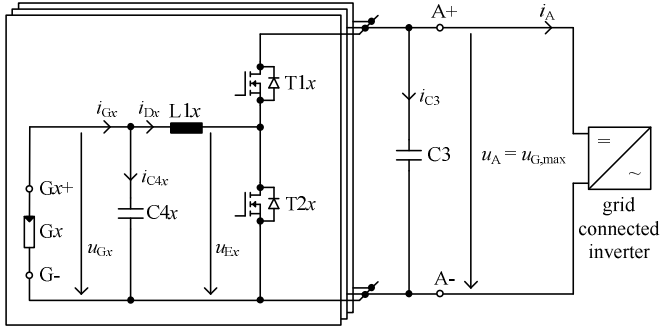 A+
iA
T1x
iGx
iDx
L1x
iC3
iC4x
C3
uA = uG,max
=
~
Gx+
T2x
Gx
C4x
uGx
uEx
G-
grid
connected
inverter
A-